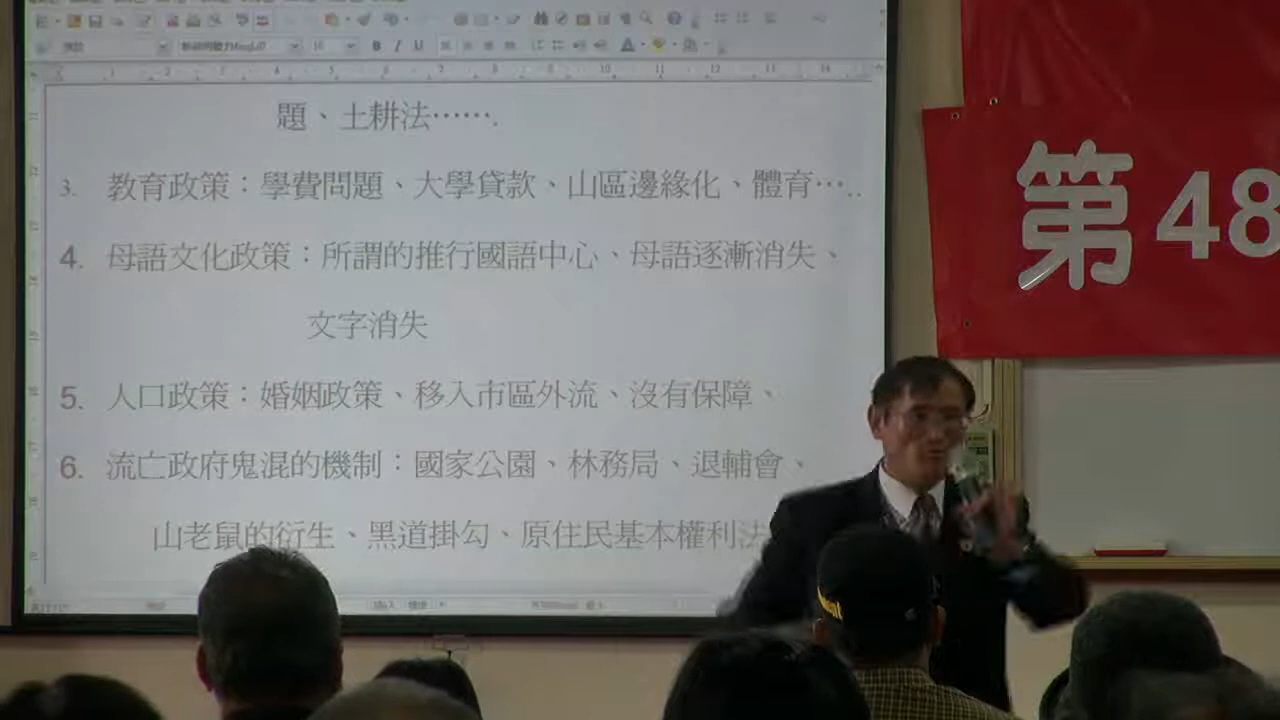 題、土耕法…….
3. 教育政策：學費問題、大學貸款、山區邊緣化、體育…..
4. 母語文化政策：所謂的推行國語中心、母語逐漸消失、
文字消失
5. 人口政策：婚姻政策、移入市區外流、沒有保障、
6. 流亡政府鬼混的機制：國家公園、林務局、退輔會、
山老鼠的衍生、黑道掛勾、原住民基本權利法
第48